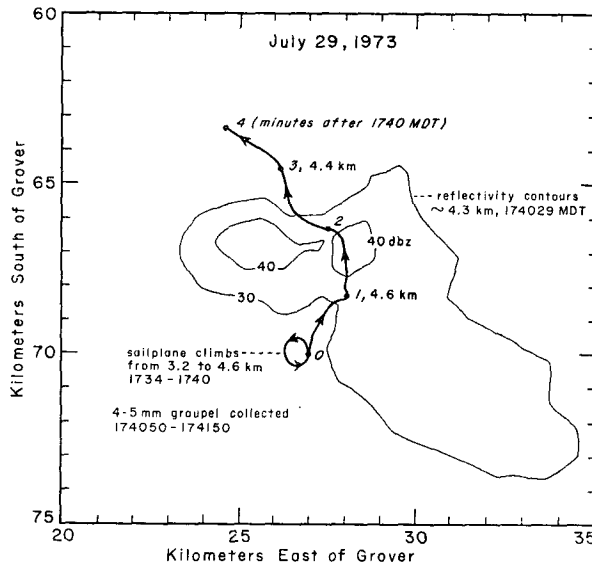 July 29, 1973
60
65
70
75
20
25
30
35
Kilometers South of Grover
Kilometers East of Grover
4 (minutes after 1740 MDT)
3, 4.4 km
reflectivity contours
~ 4.3 km, 174029 MDT
2
40 dbz
40
30
1, 4.6 km
0
sailplane climbs
from 3.2 to 4.6 km
1734-1740
4-5 mm graupel collected
174050-174150